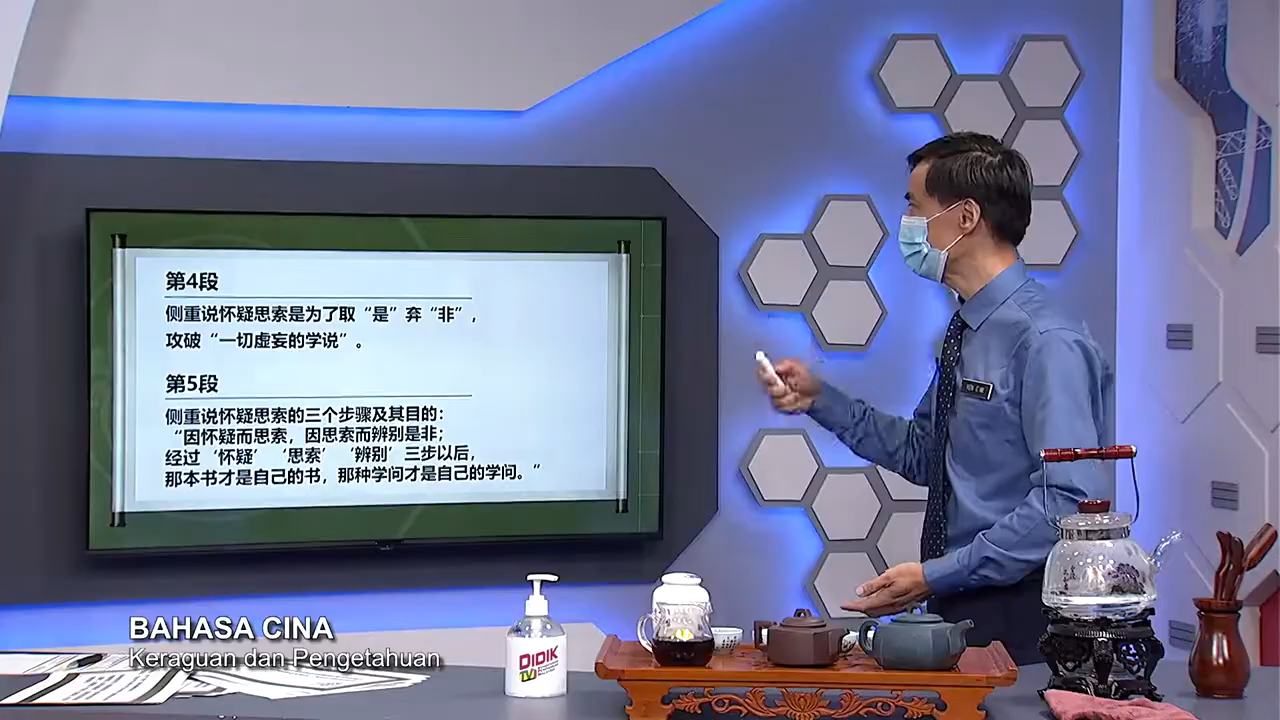 第4段
侧重说怀疑思索是为了取“是”弃“非”,
攻破“一切虚妄的学说”。
第5段
侧重说怀疑思索的三个步骤及其目的：
“因怀疑而思索，因思索而辨别是非；
经过‘怀疑’‘思索’‘辨别’三步以后，
那本书才是自己的书，那种学问才是自己的学问。“
BAHASA CINA
Keraguan dan Pengetahuan
DIDIK
TV